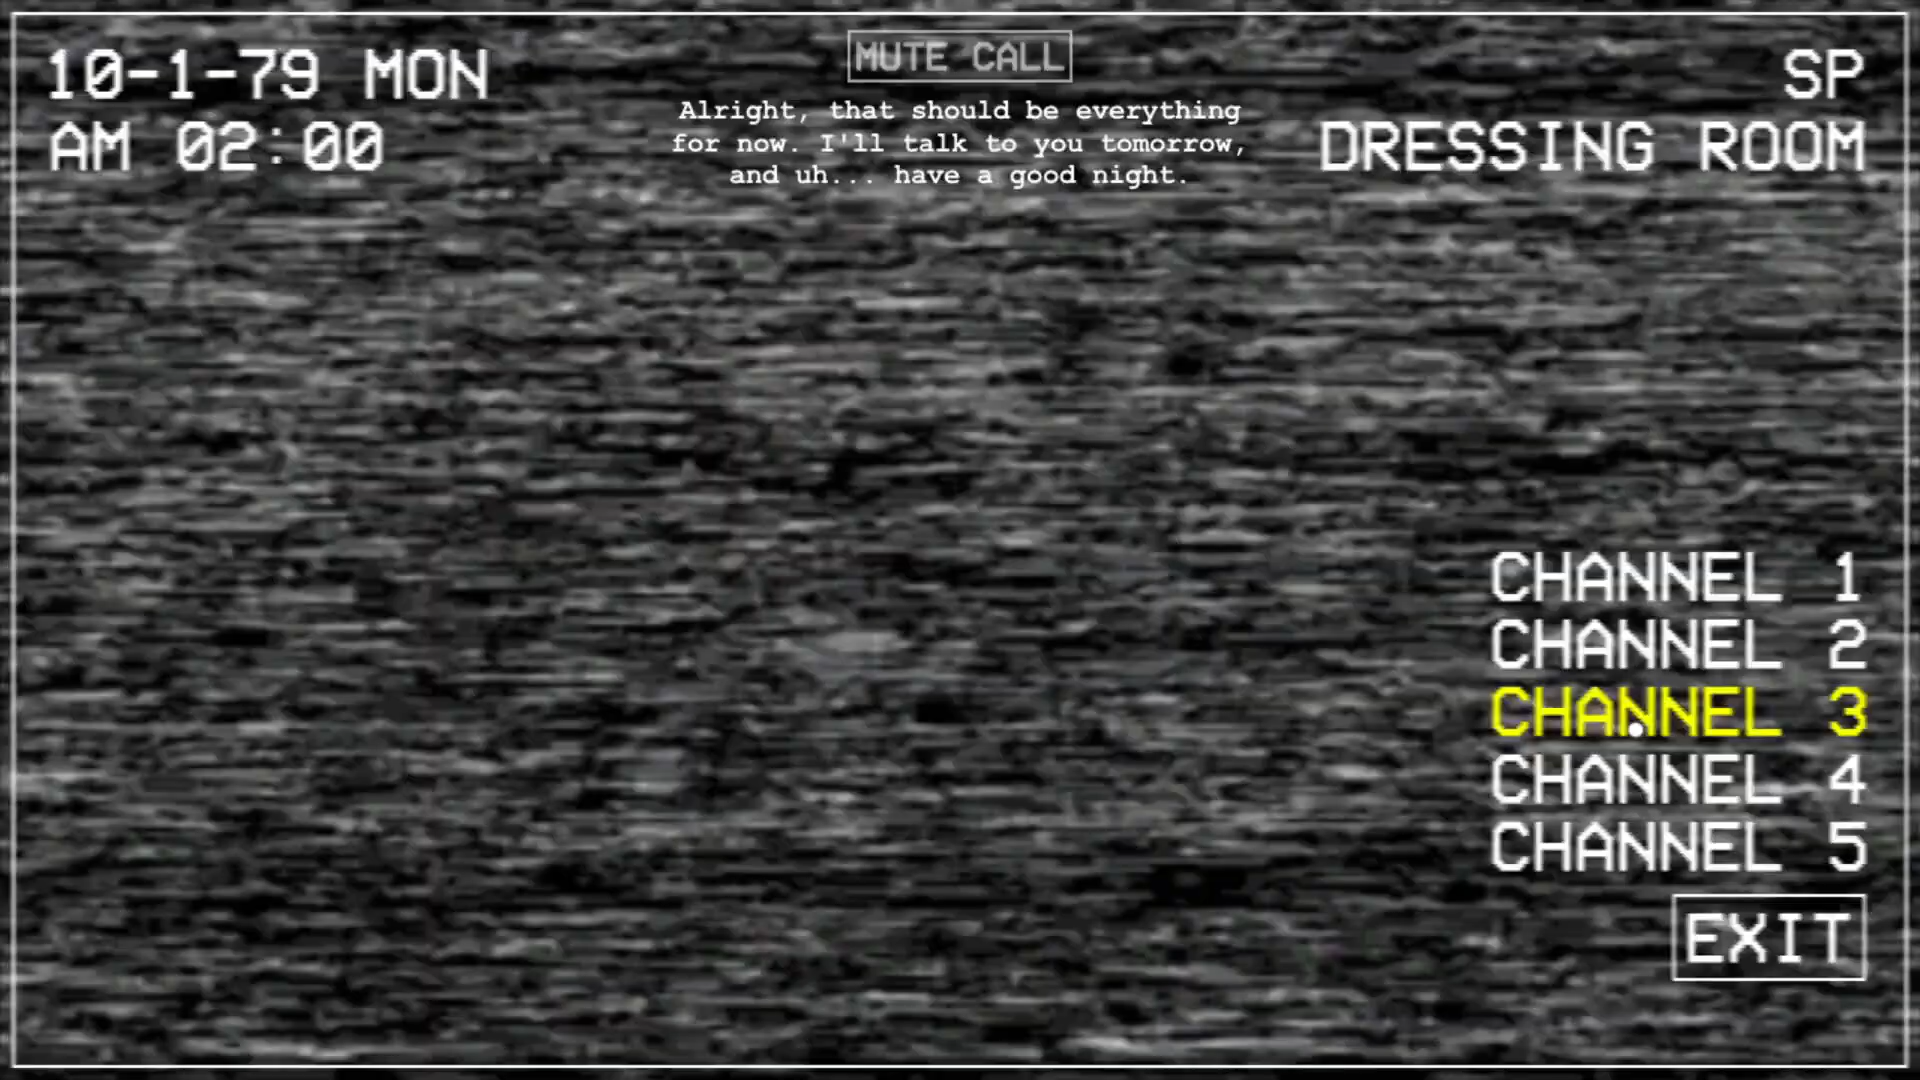 10-1-79 MON
AM 02:00
MUTE CALL
Alright, that should be everything
for now. I'll talk to you tomorrow,
and uh... have a good night.
SP
DRESSING ROOM
CHANNEL 1
CHANNEL 2
CHANNEL 3
CHANNEL 4
CHANNEL 5
EXIT